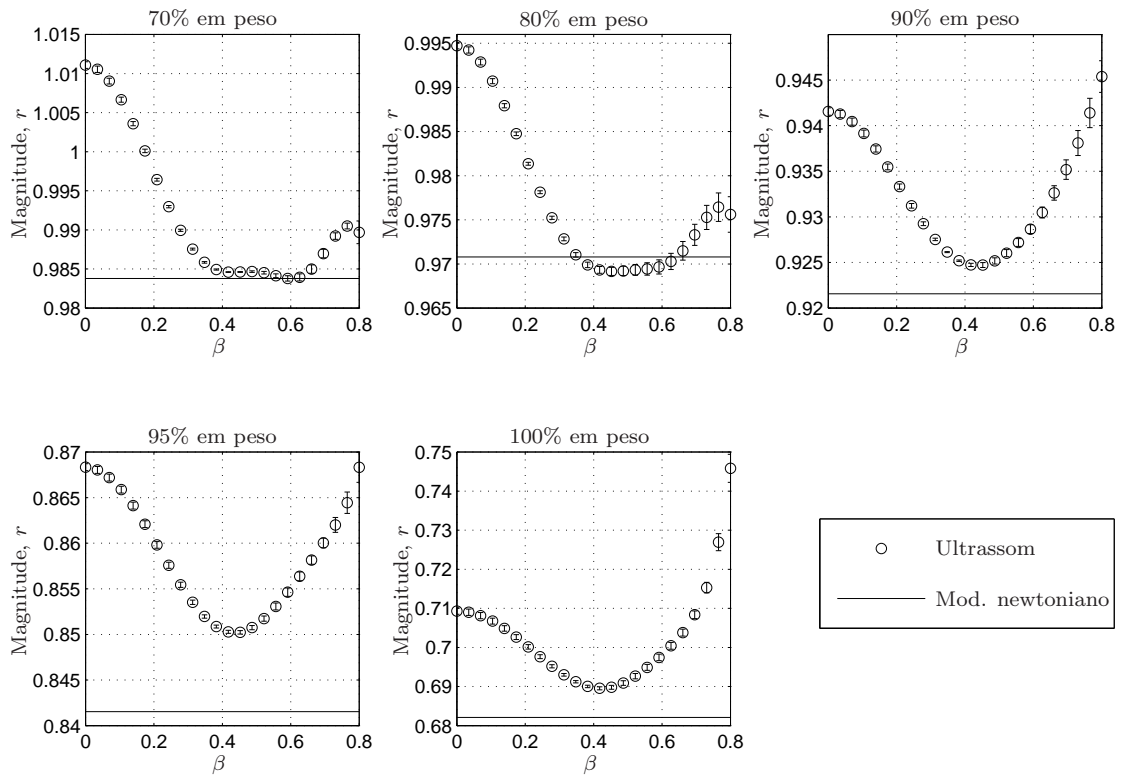 70% em peso
1.015
1.01
1.005
1
0.995
0.99
0.985
0.98
Magnitude, r
0 0.2 0.4 0.6 0.8
β
80% em peso
0.995
0.99
0.985
0.98
0.975
0.970
0.965
Magnitude, r
0 0.2 0.4 0.6 0.8
β
90% em peso
0.945
0.94
0.935
0.93
0.925
0.92
Magnitude, r
0 0.2 0.4 0.6 0.8
β
95% em peso
0.87
0.865
0.86
0.855
0.850
0.845
0.84
Magnitude, r
0 0.2 0.4 0.6 0.8
β
100% em peso
0.75
0.74
0.73
0.72
0.71
0.7
0.69
0.68
Magnitude, r
0 0.2 0.4 0.6 0.8
β
Ultrassom
Mod. newtoniano